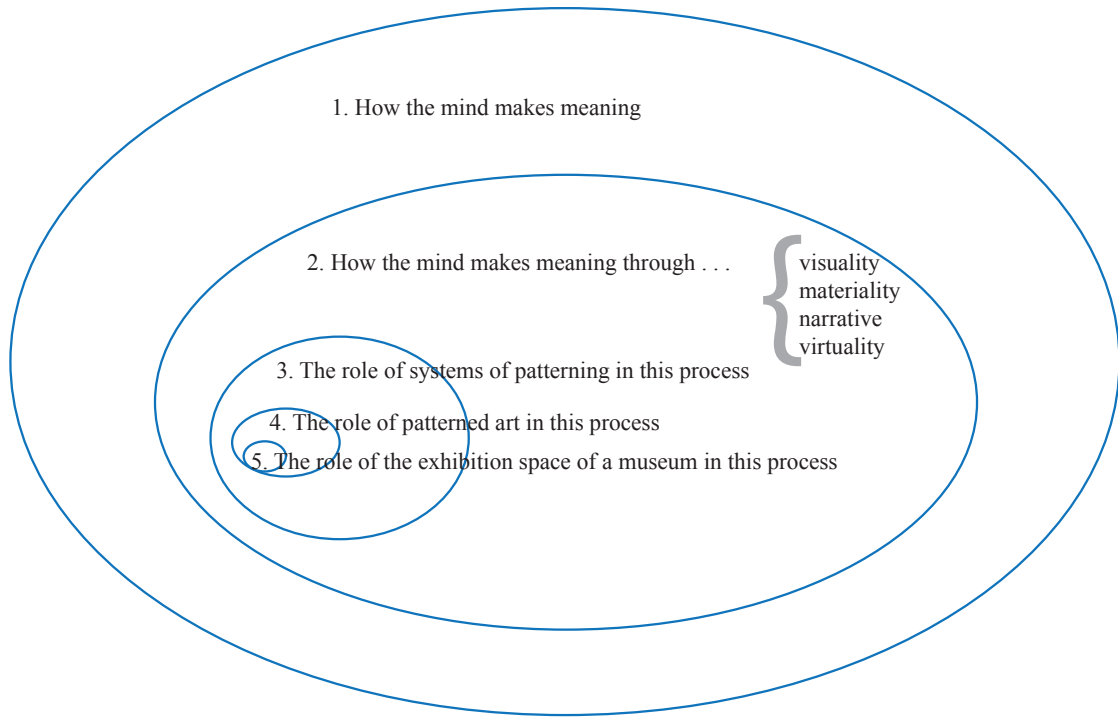 1. How the mind makes meaning
2. How the mind makes meaning through . . .
visuality
materiality
narrative
virtuality
3. The role of systems of patterning in this process
4. The role of patterned art in this process
5. The role of the exhibition space of a museum in this process